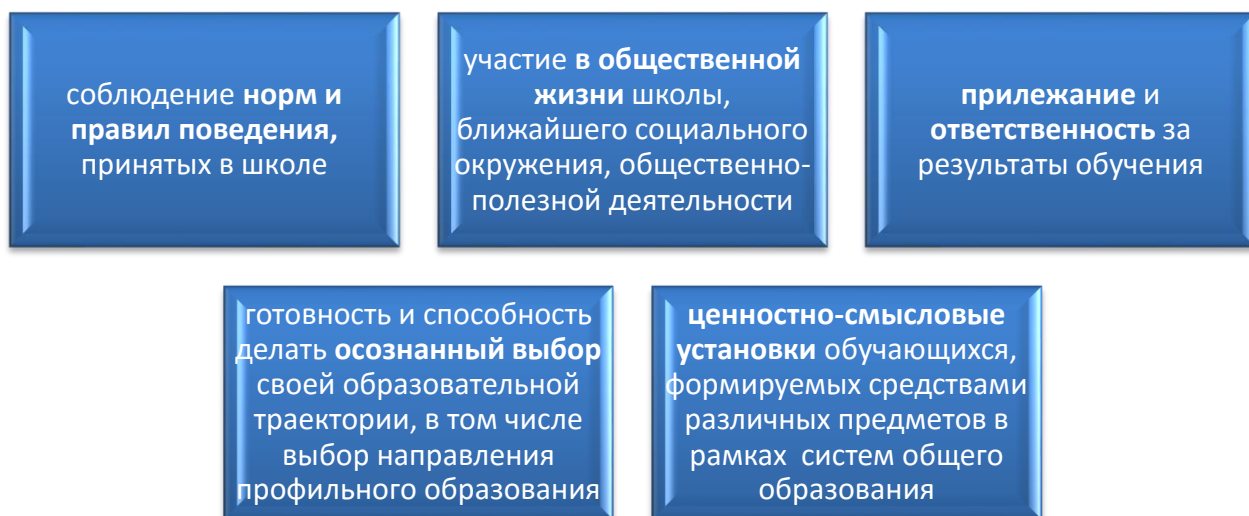 соблюдение норм и
правил поведения,
принятых в школе
участие в общественной
жизни школы,
ближайшего социального
окружения, общественно-
полезной деятельности
прилежание и
ответственность за
результаты обучения
готовность и способность
делать осознанный выбор
своей образовательной
траектории, в том числе
выбор направления
профильного образования
ценностно-смысловые
установки обучающихся,
формируемых средствами
различных предметов в
рамках систем общего
образования